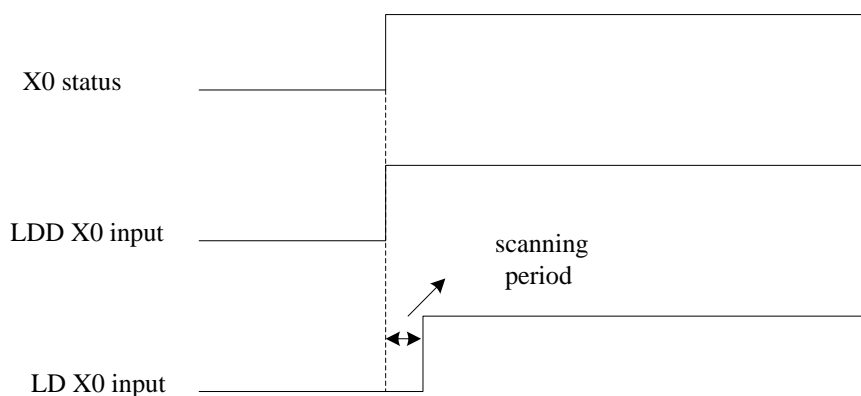 X0 status
LDD X0 input
scanning
period
LD X0 input